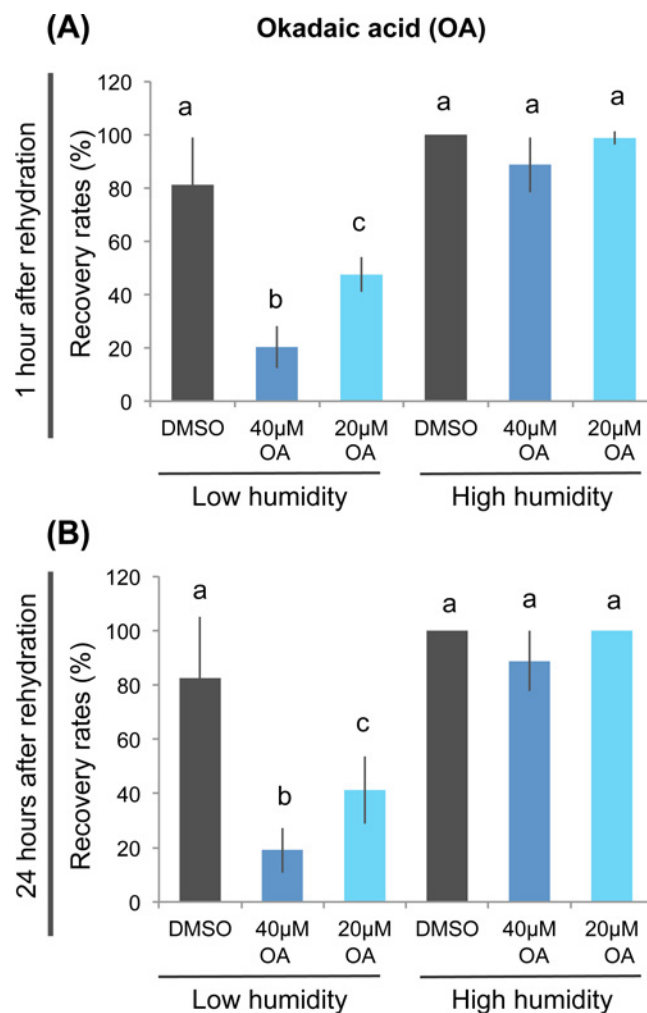 (A) Okadaic acid (OA)
1 hour after rehydration
Recovery rates (%)
120
100
80
60
40
20
0
a
b
c
a
a
a
DMSO 40µM OA 20µM OA DMSO 40µM OA 20µM OA
Low humidity High humidity
(B)
24 hours after rehydration
Recovery rates (%)
120
100
80
60
40
20
0
a
b
c
a
a
a
DMSO 40µM OA 20µM OA DMSO 40µM OA 20µM OA
Low humidity High humidity